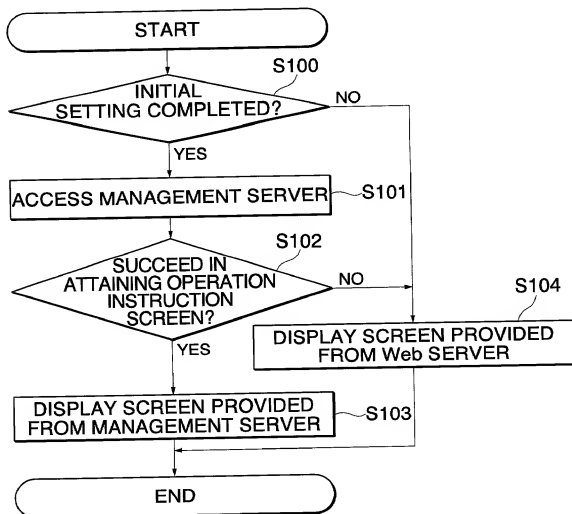 START
S100
INITIAL
SETTING COMPLETED?
NO
YES
ACCESS MANAGEMENT SERVER
S101
S102
SUCCEED IN
ATTAINING OPERATION
INSTRUCTION
SCREEN?
NO
YES
S104
DISPLAY SCREEN PROVIDED
FROM Web SERVER
DISPLAY SCREEN PROVIDED
FROM MANAGEMENT SERVER
S103
END